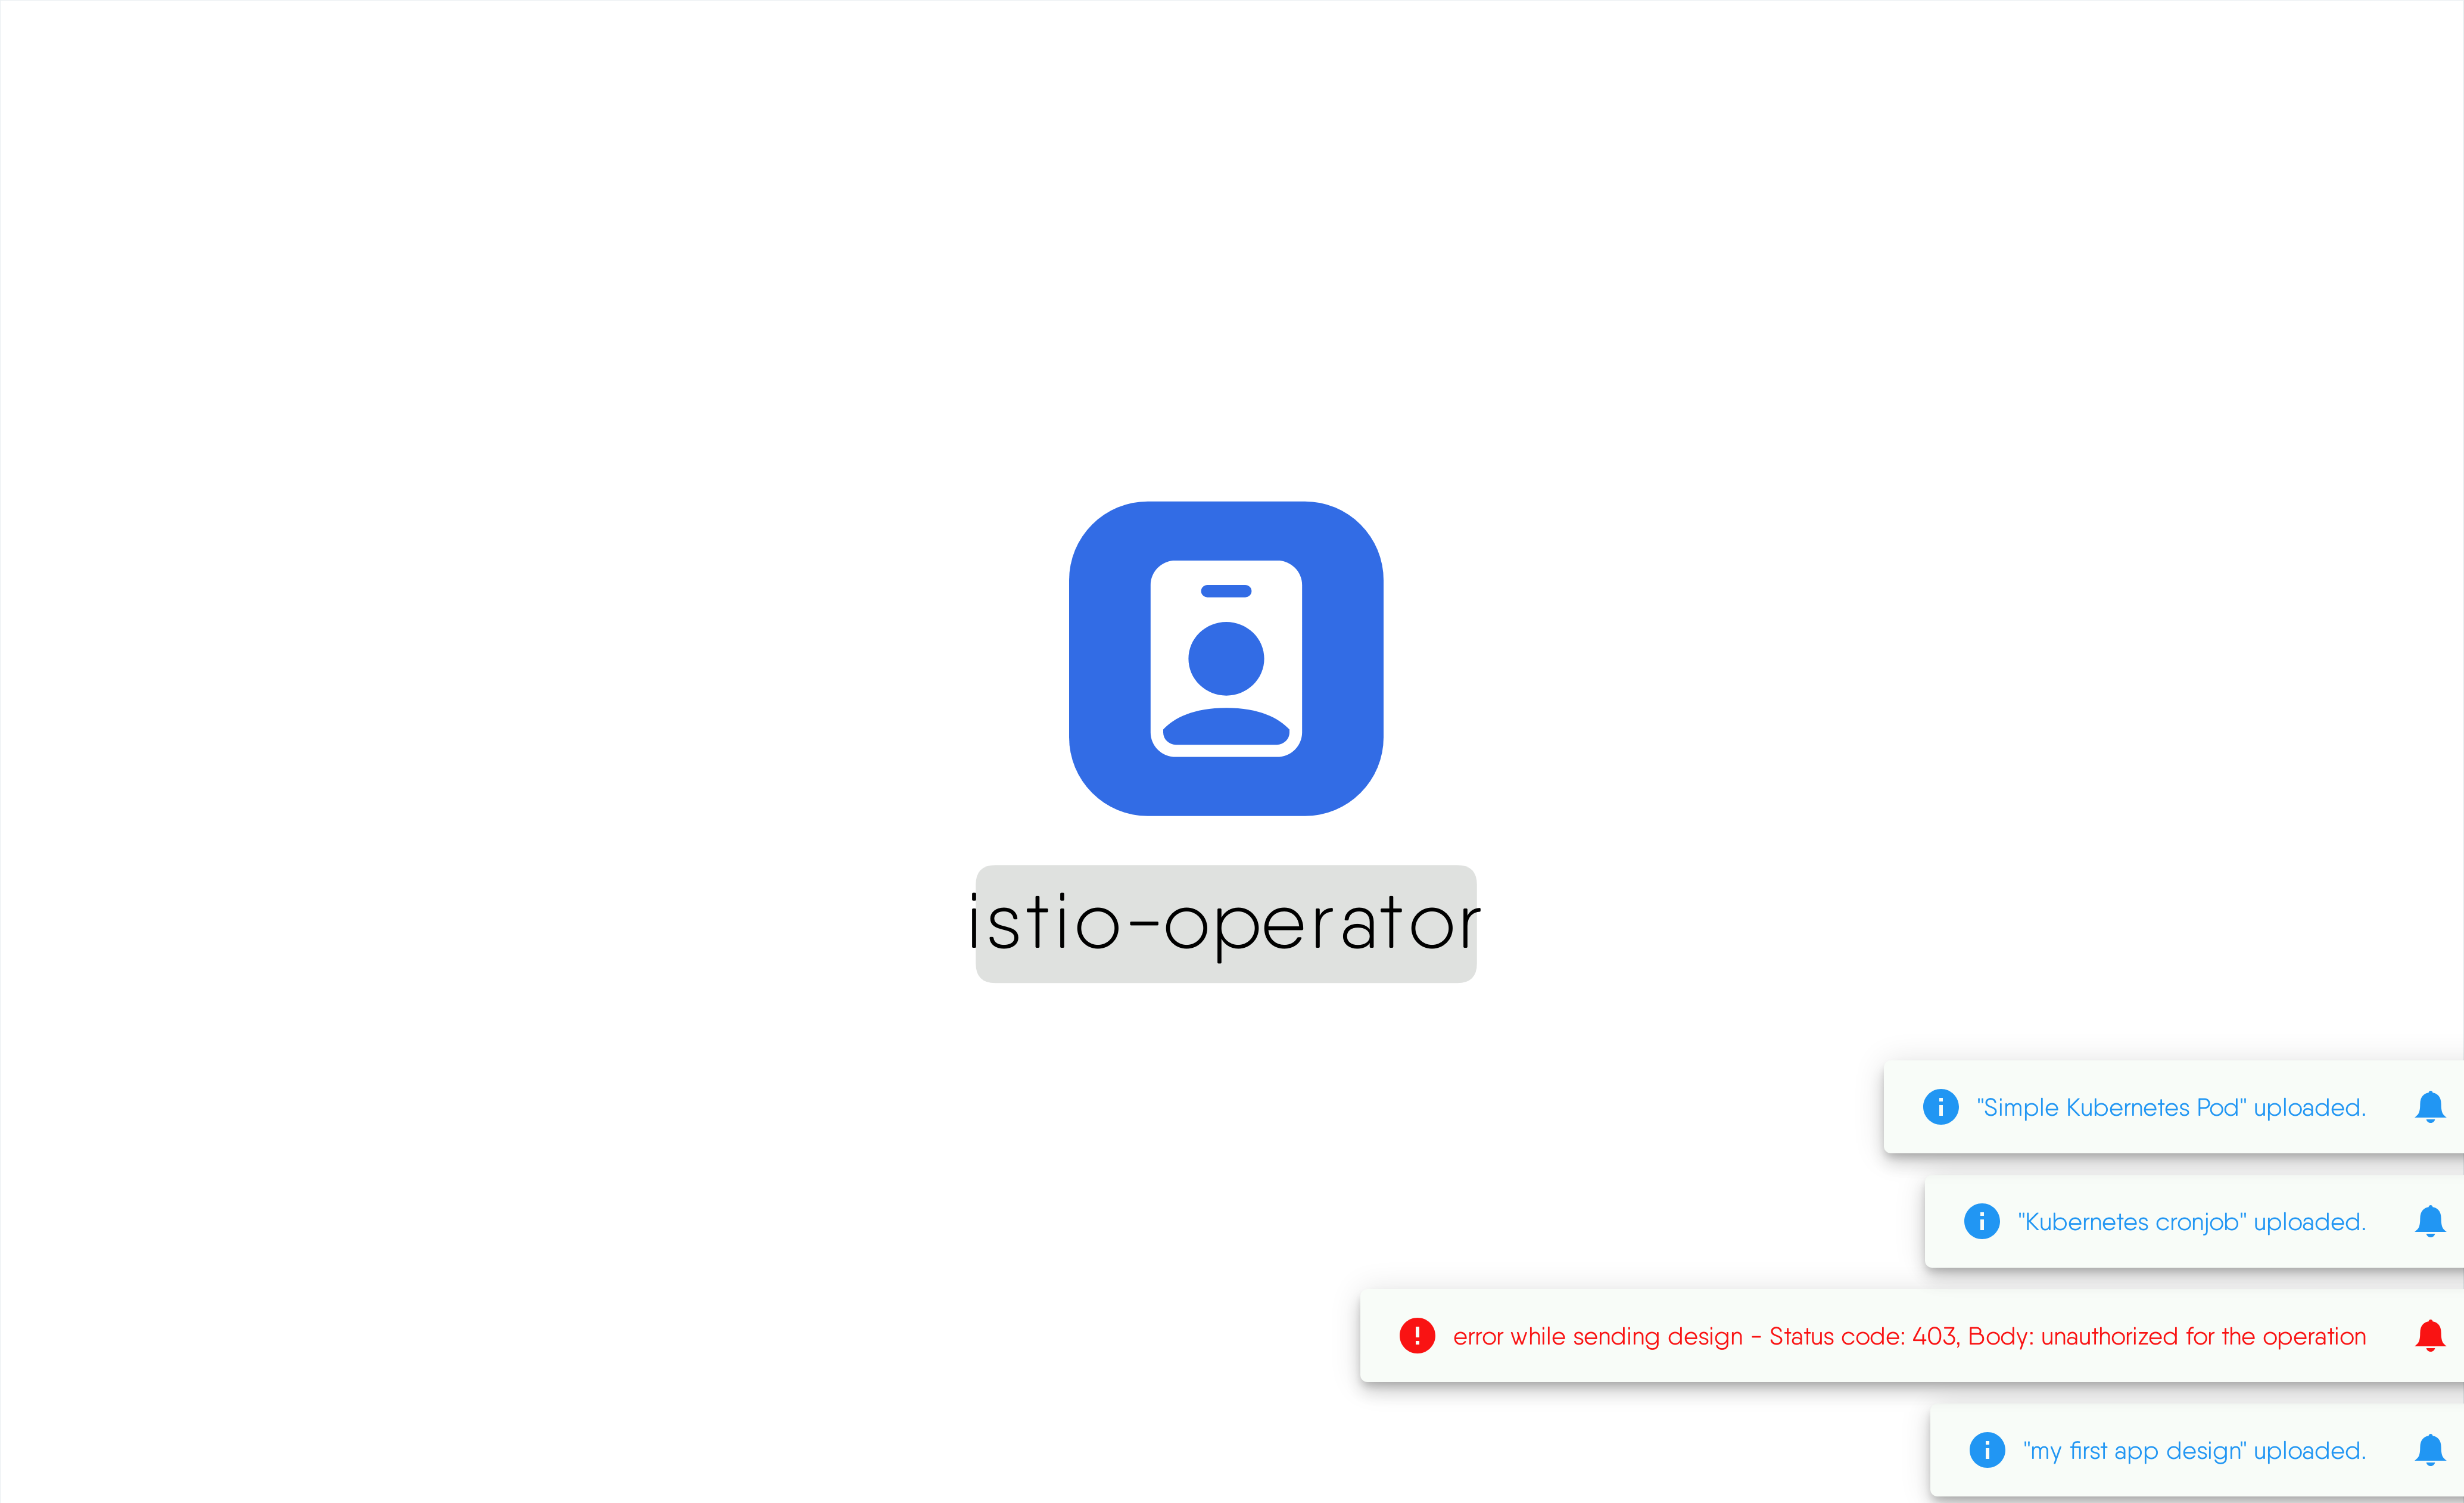 istio-operator
"Simple Kubernetes Pod" uploaded.
"Kubernetes cronjob" uploaded.
error while sending design - Status code: 403, Body: unauthorized for the operation
"my first app design" uploaded.